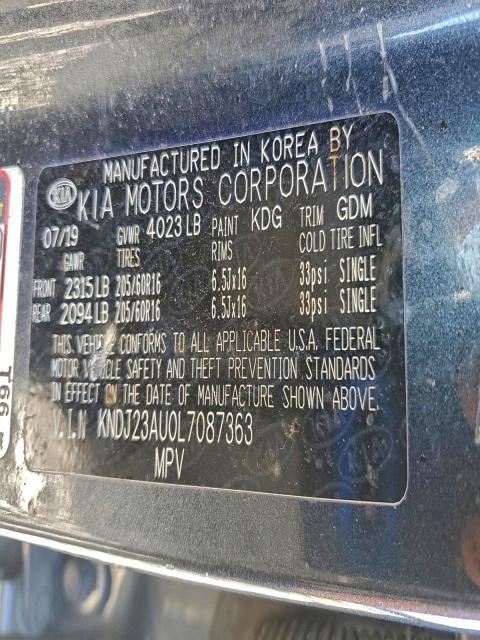 MANUFACTURED IN KOREA BY
KIA KIA MOTORS CORPORATION
07/19 GVWR 4023 LB PAINT KDG TRIM GDM
GAWR TIRES RIMS COLD TIRE INFL
FRONT 2315 LB 205/60R16 6.5Jx16 33psi SINGLE
REAR 2094 LB 205/60R16 6.5Jx16 33psi SINGLE
THIS VEHICLE CONFORMS TO ALL APPLICABLE U.S.A. FEDERAL
MOTOR VEHICLE SAFETY AND THEFT PREVENTION STANDARDS
IN EFFECT ON THE DATE OF MANUFACTURE SHOWN ABOVE.
V.I.N KNDJ23AU0L7087363
MPV
T66